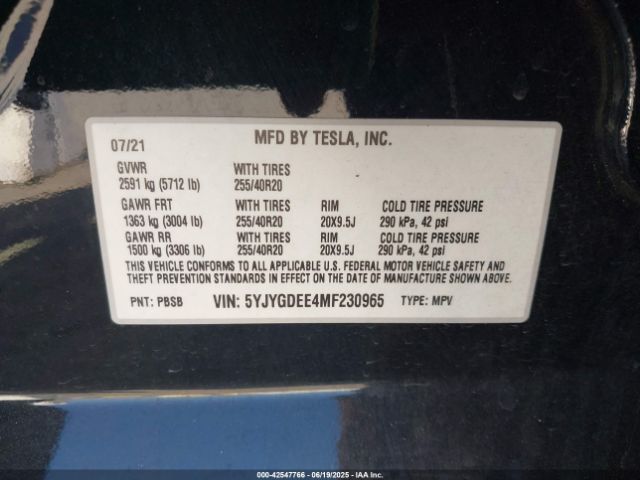 07/21 MFD BY TESLA, INC.
GVWR WITH TIRES
2591 kg (5712 lb) 255/40R20
GAWR FRT WITH TIRES RIM COLD TIRE PRESSURE
1363 kg (3004 lb) 255/40R20 20X9.5J 290 kPa, 42 psi
GAWR RR WITH TIRES RIM COLD TIRE PRESSURE
1500 kg (3306 lb) 255/40R20 20X9.5J 290 kPa, 42 psi
THIS VEHICLE CONFORMS TO ALL APPLICABLE U.S. FEDERAL MOTOR VEHICLE SAFETY AND
THEFT PREVENTION STANDARDS IN EFFECT ON THE DATE OF MANUFACTURE SHOWN ABOVE.
PNT: PBSB VIN: 5YJYGDEE4MF230965 TYPE: MPV
000-42547766 - 06/19/2025 - IAA Inc.